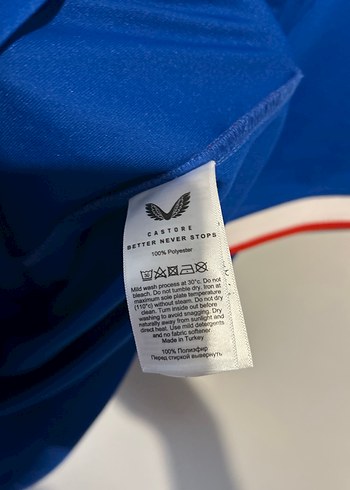 CASTORE
BETTER NEVER STOPS
100% Polyester
Mild wash process at 30°c. Do not
bleach. Do not tumble dry. Iron at
maximum sole plate temperature
(110°c) without steam. Do not dry
clean. Turn inside out before
washing to avoid snagging. Dry
naturally away from sunlight and
direct heat. Use mild detergents
and no fabric softener.
Made in Turkey
100% Полиэфир
Перед стиркой вывернуть